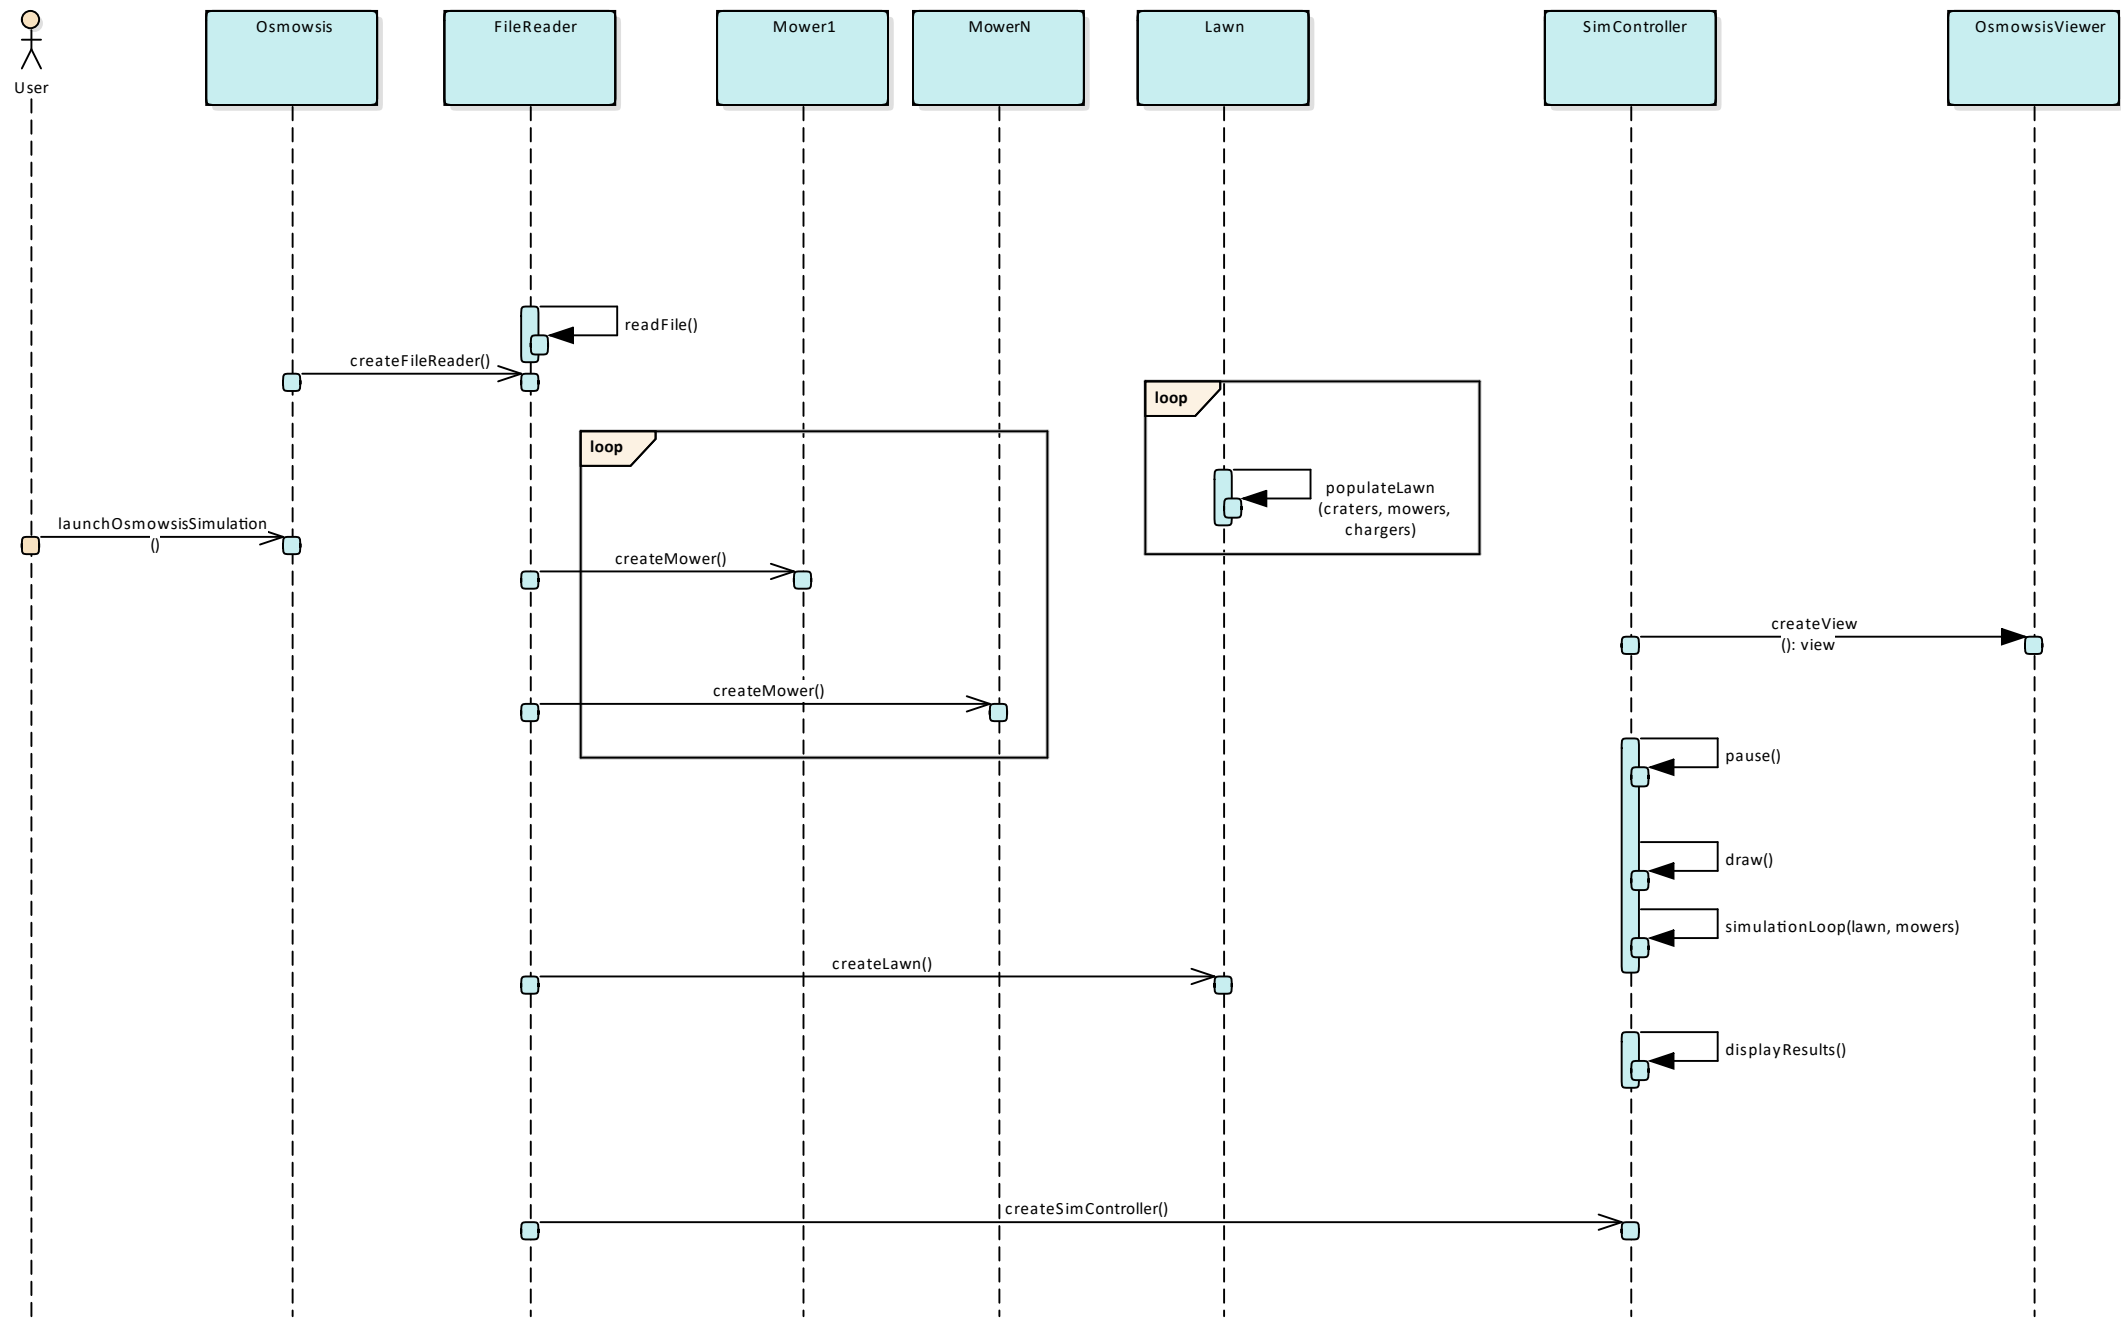 Osmowsis
FileReader
Mower1
MowerN
Lawn
SimController
OsmowsisViewer
User
readFile()
createFileReader()
loop
loop
populateLawn
(craters, mowers,
chargers)
launchOsmowsisSimulation
()
createMower()
createView
(): view
createMower()
pause()
draw()
simulationLoop(lawn, mowers)
createLawn()
displayResults()
createSimController()